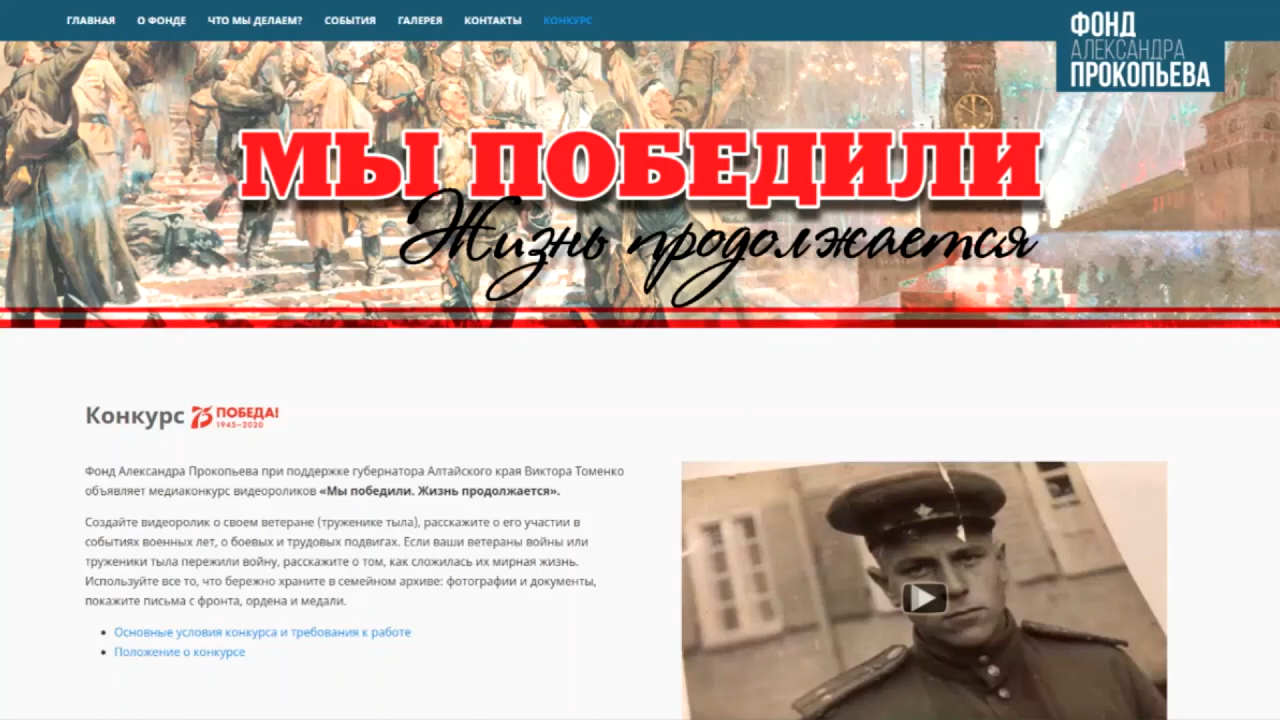 ГЛАВНАЯ О ФОНДЕ ЧТО МЫ ДЕЛАЕМ? СОБЫТИЯ ГАЛЕРЕЯ КОНТАКТЫ КОНКУРС
ФОНД
АЛЕКСАНДРА
ПРОКОПЬЕВА
МЫ ПОБЕДИЛИ
Жизнь продолжается
Конкурс 75 ПОБЕДА!
1945–2020
Фонд Александра Прокопьева при поддержке губернатора Алтайского края Виктора Томенко
объявляет медиаконкурс видеороликов «Мы победили. Жизнь продолжается».
Создайте видеоролик о своем ветеране (труженике тыла), расскажите о его участии в
событиях военных лет, о боевых и трудовых подвигах. Если ваши ветераны войны или
труженики тыла пережили войну, расскажите о том, как сложилась их мирная жизнь.
Используйте все то, что бережно храните в семейном архиве: фотографии и документы,
покажите письма с фронта, ордена и медали.
Основные условия конкурса и требования к работе
Положение о конкурсе